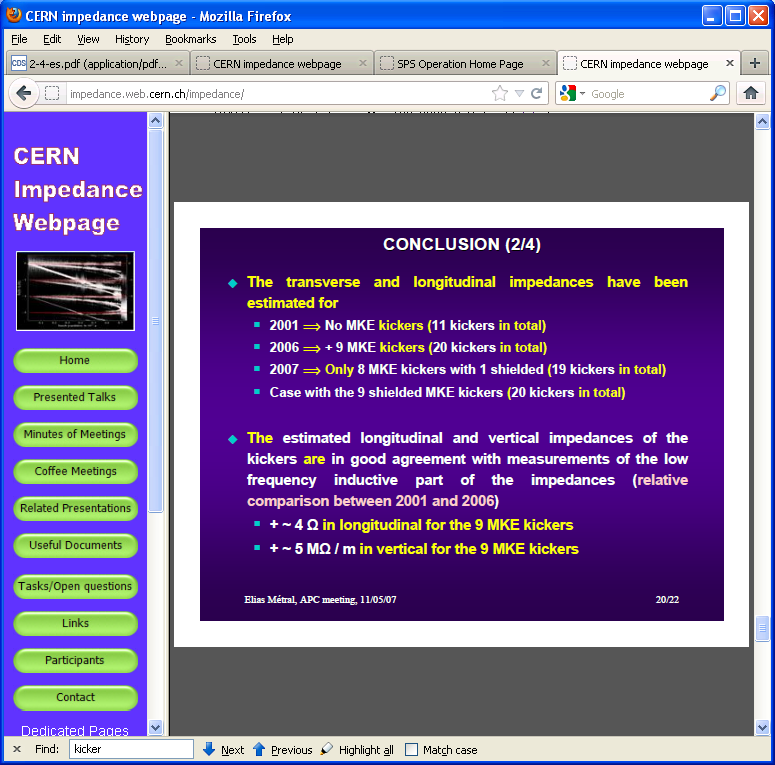 CERN impedance webpage - Mozilla Firefox
File Edit View History Bookmarks Tools Help
CDS 2-4-es.pdf (application/pdf... CERN impedance webpage SPS Operation Home Page CERN impedance webpage
impedance.web.cern.ch/impedance/ Google
CERN
Impedance
Webpage
Home
Presented Talks
Minutes of Meetings
Coffee Meetings
Related Presentations
Useful Documents
Tasks/Open questions
Links
Participants
Contact
Dedicated Pages
CONCLUSION (2/4)
The transverse and longitudinal impedances have been
estimated for
2001 ⟹ No MKE kickers (11 kickers in total)
2006 ⟹ + 9 MKE kickers (20 kickers in total)
2007 ⟹ Only 8 MKE kickers with 1 shielded (19 kickers in total)
Case with the 9 shielded MKE kickers (20 kickers in total)
The estimated longitudinal and vertical impedances of the
kickers are in good agreement with measurements of the low
frequency inductive part of the impedances (relative
comparison between 2001 and 2006)
+ ~ 4 Ω in longitudinal for the 9 MKE kickers
+ ~ 5 MΩ / m in vertical for the 9 MKE kickers
Elias Métral, APC meeting, 11/05/07 20/22
Find: kicker Next Previous Highlight all Match case